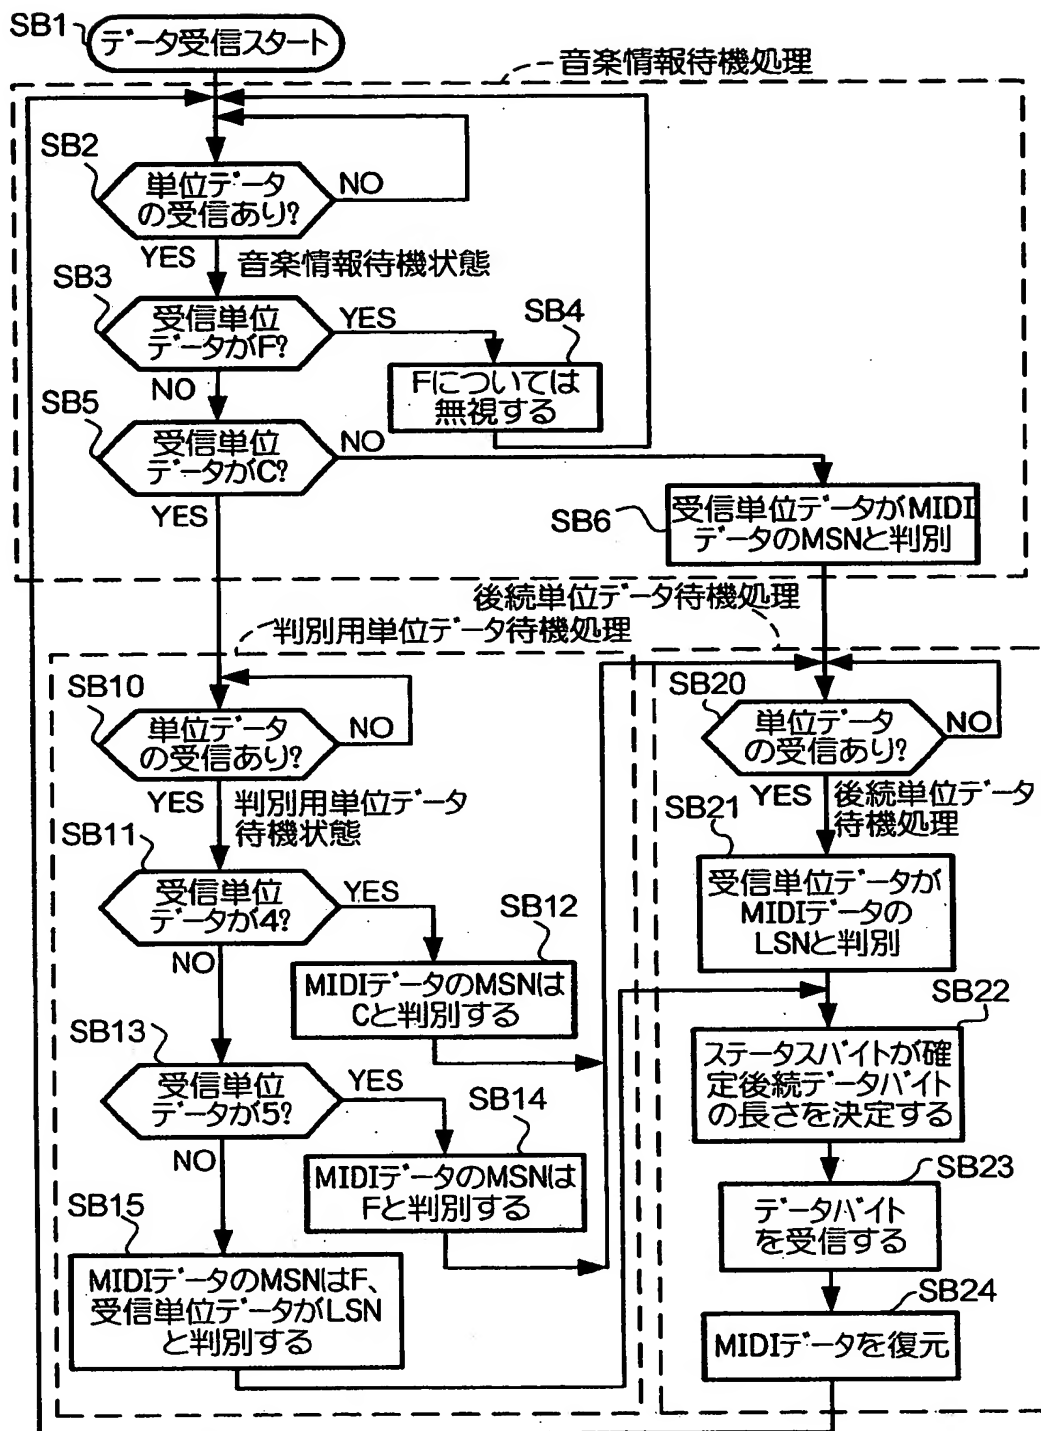 SB1
データ受信スタート
音楽情報待機処理
SB2
単位データ
の受信あり?
NO
YES
音楽情報待機状態
SB3
受信単位
データがF?
YES
SB4
Fについては
無視する
NO
SB5
受信単位
データがC?
NO
YES
SB6
受信単位データがMIDI
データのMSNと判別
後続単位データ待機処理
判別用単位データ待機処理
SB10
単位データ
の受信あり?
NO
YES
判別用単位データ
待機状態
SB11
受信単位
データが4?
YES
SB12
MIDIデータのMSNは
Cと判別する
NO
SB13
受信単位
データが5?
YES
SB14
MIDIデータのMSNは
Fと判別する
NO
SB15
MIDIデータのMSNはF、
受信単位データがLSN
と判別する
SB20
単位データ
の受信あり?
NO
YES
後続単位データ
待機処理
SB21
受信単位データが
MIDIデータの
LSNと判別
SB22
ステータスバイトが確
定後続データバイト
の長さを決定する
SB23
データバイト
を受信する
SB24
MIDIデータを復元